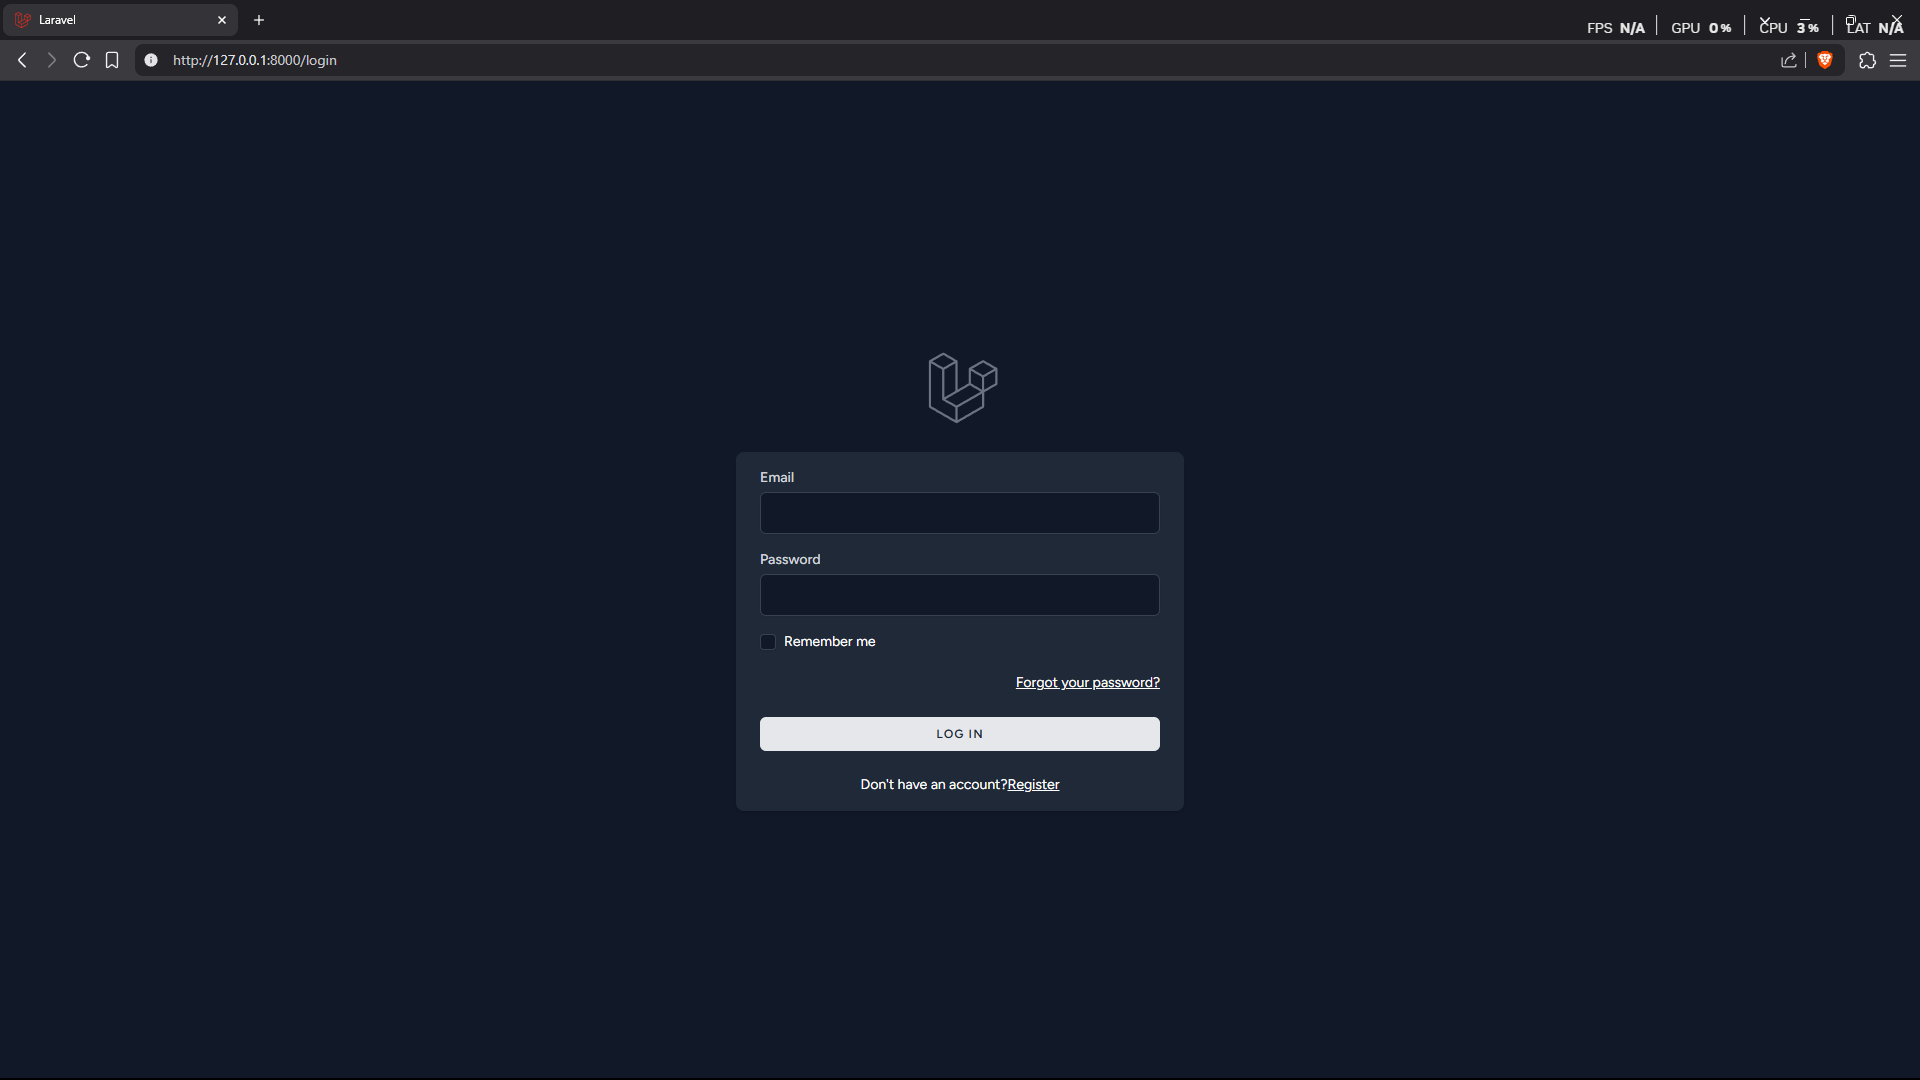 Laravel
FPS N/A GPU 0% CPU 3% LAT N/A
http://127.0.0.1:8000/login
Email
Password
Remember me
Forgot your password?
LOG IN
Don't have an account?Register